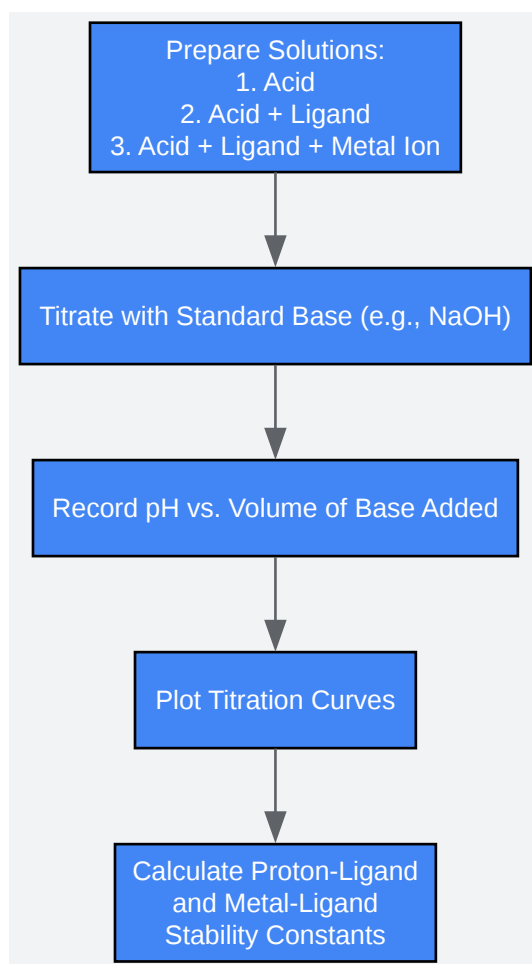 Prepare Solutions:
1. Acid
2. Acid + Ligand
3. Acid + Ligand + Metal Ion
Titrate with Standard Base (e.g., NaOH)
Record pH vs. Volume of Base Added
Plot Titration Curves
Calculate Proton-Ligand
and Metal-Ligand
Stability Constants